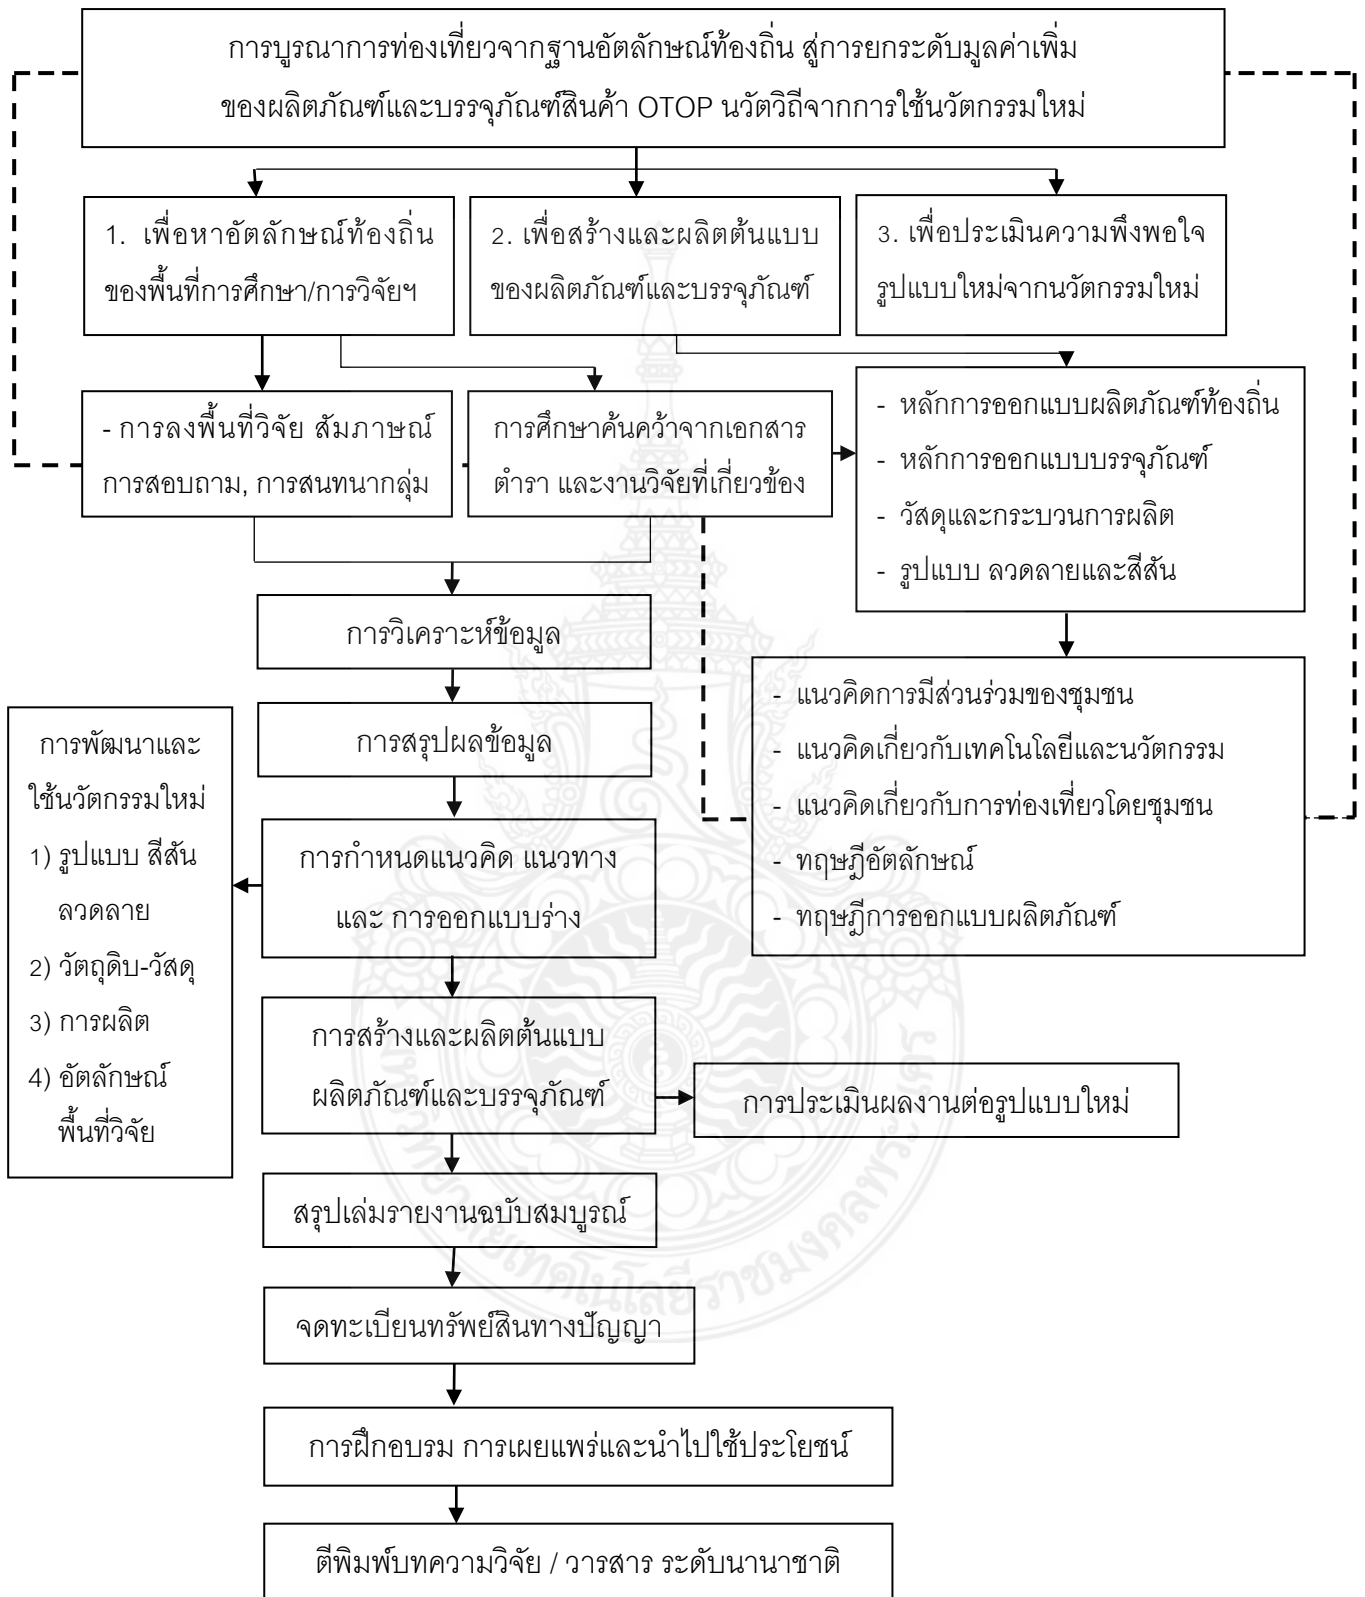 การบูรณาการท่องเที่ยวจากฐานอัตลักษณ์ท้องถิ่น สู่การยกระดับมูลค่าเพิ่ม
ของผลิตภัณฑ์และบรรจุภัณฑ์สินค้า OTOP นวัตวิถีจากการใช้นวัตกรรมใหม่
1. เพื่อหาอัตลักษณ์ท้องถิ่น
ของพื้นที่การศึกษา/การวิจัยฯ
2. เพื่อสร้างและผลิตต้นแบบ
ของผลิตภัณฑ์และบรรจุภัณฑ์
3. เพื่อประเมินความพึงพอใจ
รูปแบบใหม่จากนวัตกรรมใหม่
- การลงพื้นที่วิจัย สัมภาษณ์
การสอบถาม, การสนทนากลุ่ม
การศึกษาค้นคว้าจากเอกสาร
ตำรา และงานวิจัยที่เกี่ยวข้อง
- หลักการออกแบบผลิตภัณฑ์ท้องถิ่น
- หลักการออกแบบบรรจุภัณฑ์
- วัสดุและกระบวนการผลิต
- รูปแบบ ลวดลายและสีสัน
การวิเคราะห์ข้อมูล
การสรุปผลข้อมูล
- แนวคิดการมีส่วนร่วมของชุมชน
- แนวคิดเกี่ยวกับเทคโนโลยีและนวัตกรรม
- แนวคิดเกี่ยวกับการท่องเที่ยวโดยชุมชน
- ทฤษฎีอัตลักษณ์
- ทฤษฎีการออกแบบผลิตภัณฑ์
การพัฒนาและ
ใช้นวัตกรรมใหม่
1) รูปแบบ สีสัน
ลวดลาย
2) วัตถุดิบ-วัสดุ
3) การผลิต
4) อัตลักษณ์
พื้นที่วิจัย
การกำหนดแนวคิด แนวทาง
และ การออกแบบร่าง
การสร้างและผลิตต้นแบบ
ผลิตภัณฑ์และบรรจุภัณฑ์
การประเมินผลงานต่อรูปแบบใหม่
สรุปเล่มรายงานฉบับสมบูรณ์
จดทะเบียนทรัพย์สินทางปัญญา
การฝึกอบรม การเผยแพร่และนำไปใช้ประโยชน์
ตีพิมพ์บทความวิจัย / วารสาร ระดับนานาชาติ
มหาวิทยาลัยเทคโนโลยีราชมงคลพระนคร